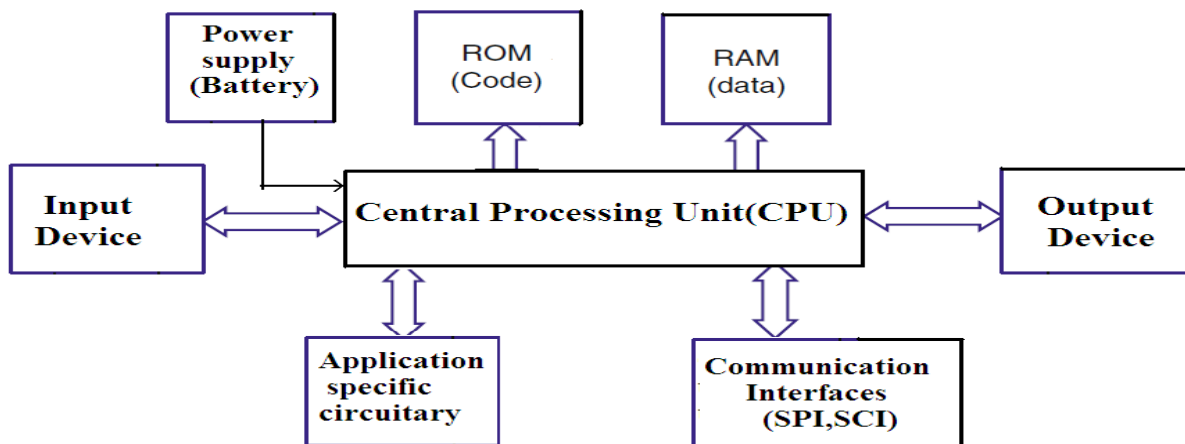 Power
supply
(Battery)
ROM
(Code)
RAM
(data)
Input
Device
Central Processing Unit(CPU)
Output
Device
Application
specific
circuitary
Communication
Interfaces
(SPI,SCI)